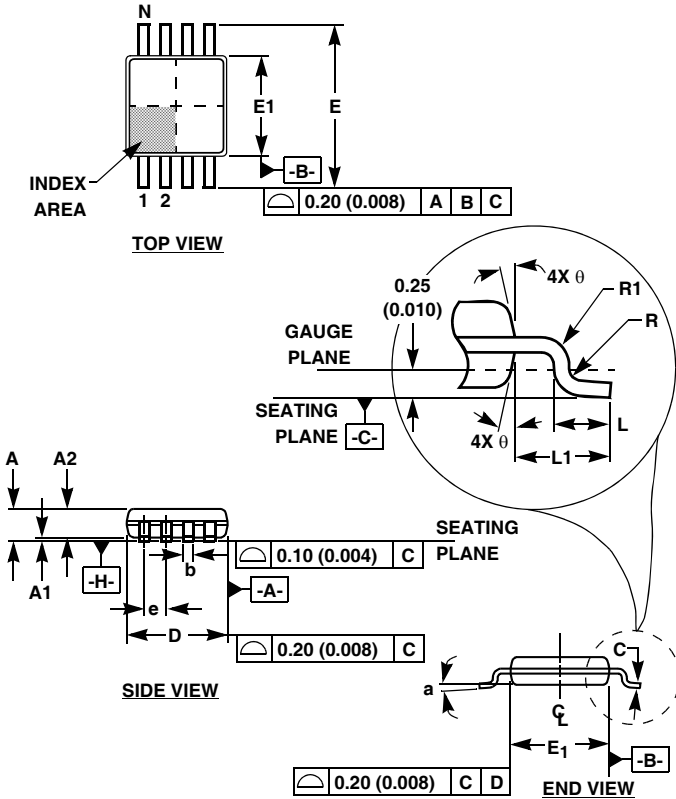 N
E1
E
-B-
INDEX
AREA
1 2
0.20 (0.008) A B C
TOP VIEW
0.25
(0.010)
4X θ
R1
R
GAUGE
PLANE
SEATING
PLANE
-C-
4X θ
L
L1
A A2
SEATING
PLANE
0.10 (0.004) C
b
-H-
A1
-A-
e
D
0.20 (0.008) C
SIDE VIEW
C
a
CL
E1
-B-
0.20 (0.008) C D
END VIEW